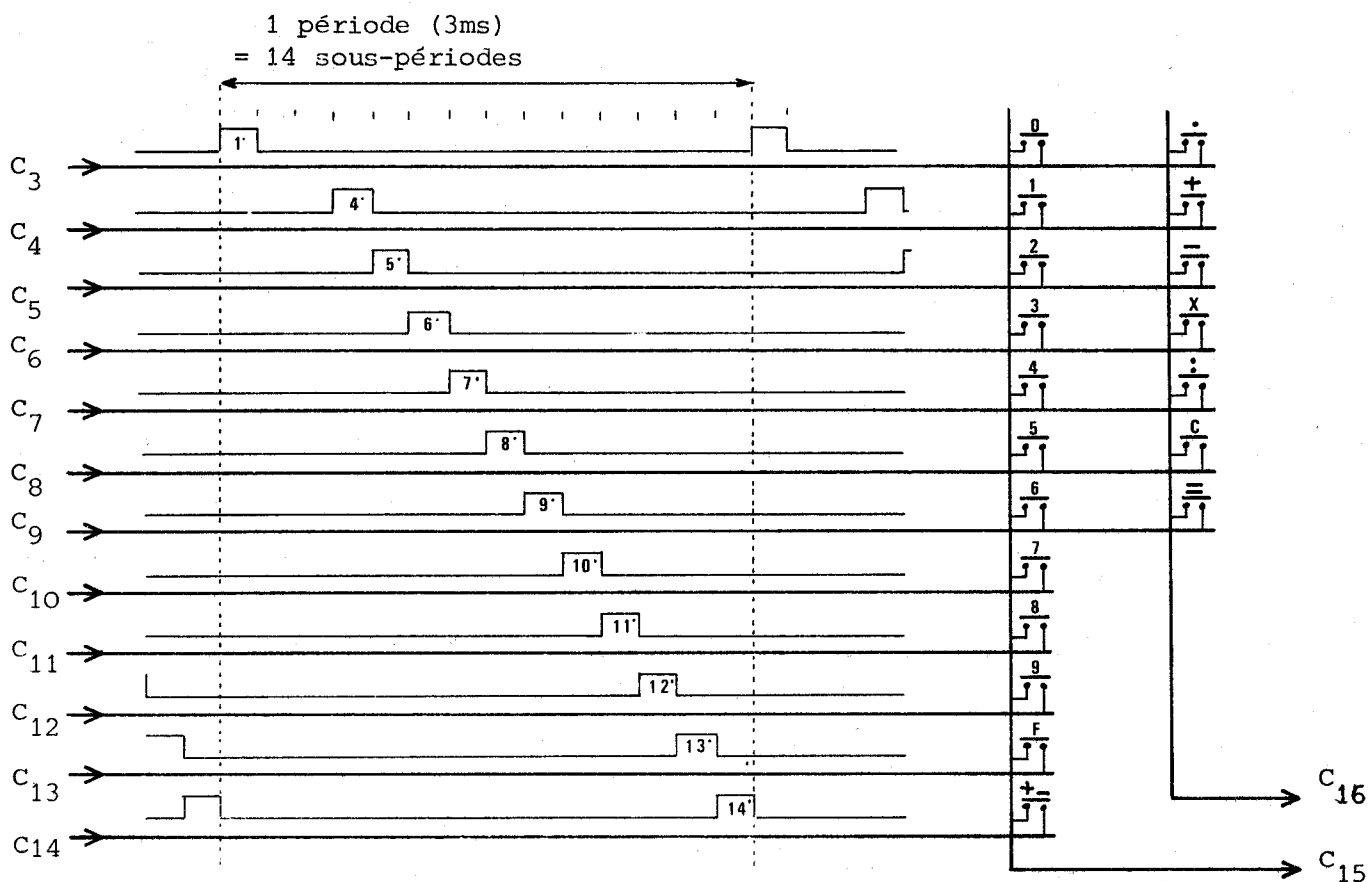 1 période (3ms)
= 14 sous-périodes
1·
C3
0
·
4·
C4
1
+
5·
C5
2
−
6·
C6
3
X
7·
C7
4
:
8·
C8
5
C
9·
C9
6
=
10·
C10
7
11·
C11
8
12·
C12
9
13·
C13
F
14·
C14
+−
C16
C15